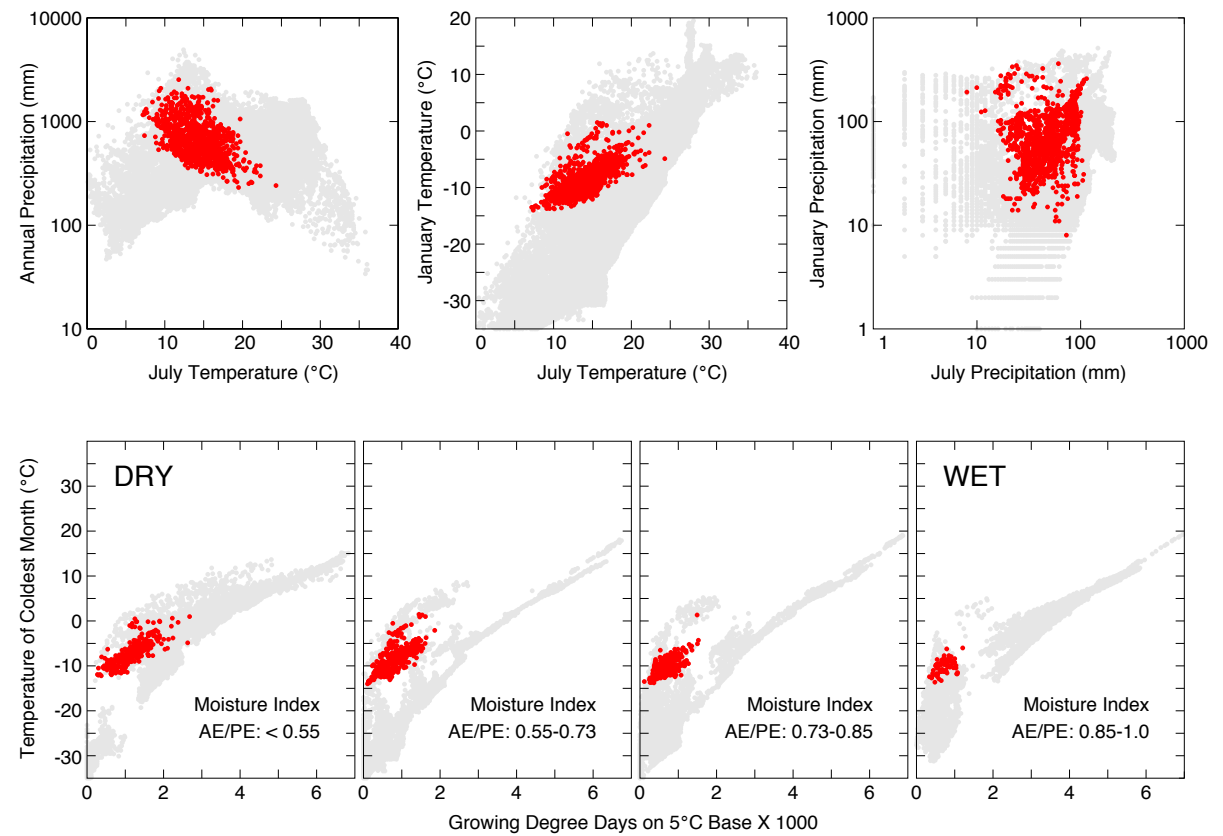 Annual Precipitation (mm)
10000
1000
100
10
0
10
20
30
40
July Temperature (°C)
January Temperature (°C)
20
10
0
-10
-20
-30
0
10
20
30
40
July Temperature (°C)
January Precipitation (mm)
1000
100
10
1
1
10
100
1000
July Precipitation (mm)
Temperature of Coldest Month (°C)
30
20
10
0
-10
-20
-30
DRY
Moisture Index
AE/PE: < 0.55
0
2
4
6
Moisture Index
AE/PE: 0.55-0.73
0
2
4
6
Moisture Index
AE/PE: 0.73-0.85
0
2
4
6
WET
Moisture Index
AE/PE: 0.85-1.0
0
2
4
6
Growing Degree Days on 5°C Base X 1000